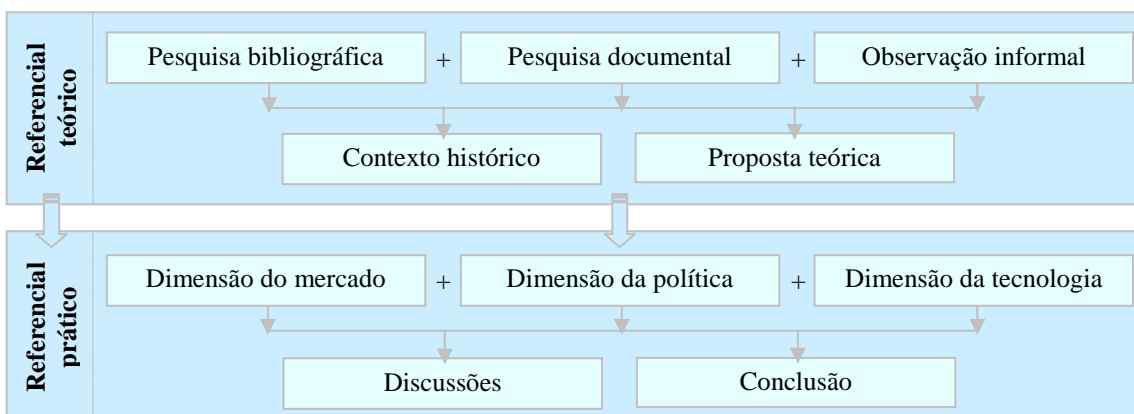 Referencial
teórico
Pesquisa bibliográfica + Pesquisa documental + Observação informal
Contexto histórico Proposta teórica
Referencial
prático
Dimensão do mercado + Dimensão da política + Dimensão da tecnologia
Discussões Conclusão